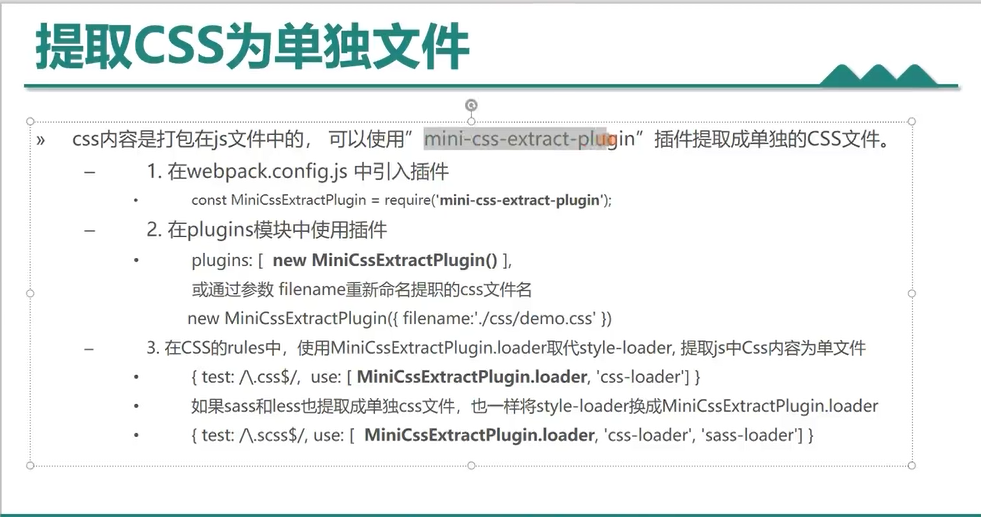 提取CSS为单独文件
» css内容是打包在js文件中的， 可以使用”mini-css-extract-plugin”插件提取成单独的CSS文件。
– 1. 在webpack.config.js 中引入插件
• const MiniCssExtractPlugin = require('mini-css-extract-plugin');
– 2. 在plugins模块中使用插件
• plugins: [ new MiniCssExtractPlugin() ],
或通过参数 filename重新命名提职的css文件名
new MiniCssExtractPlugin({ filename:'./css/demo.css' })
– 3. 在CSS的rules中，使用MiniCssExtractPlugin.loader取代style-loader, 提取js中Css内容为单文件
• { test: /\.css$/, use: [ MiniCssExtractPlugin.loader, 'css-loader'] }
• 如果sass和less也提取成单独css文件，也一样将style-loader换成MiniCssExtractPlugin.loader
• { test: /\.scss$/, use: [ MiniCssExtractPlugin.loader, 'css-loader', 'sass-loader'] }